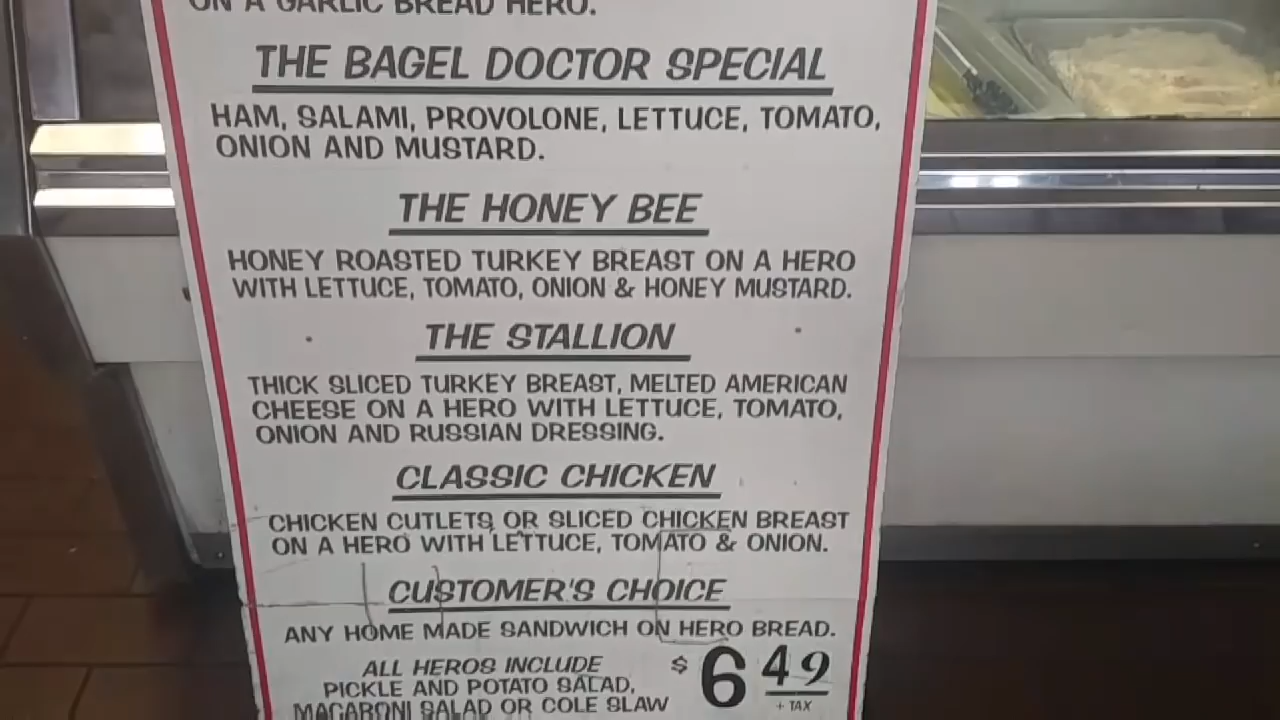 ON A GARLIC BREAD HERO.
THE BAGEL DOCTOR SPECIAL
HAM, SALAMI, PROVOLONE, LETTUCE, TOMATO,
ONION AND MUSTARD.
THE HONEY BEE
HONEY ROASTED TURKEY BREAST ON A HERO
WITH LETTUCE, TOMATO, ONION & HONEY MUSTARD.
THE STALLION
THICK SLICED TURKEY BREAST, MELTED AMERICAN
CHEESE ON A HERO WITH LETTUCE, TOMATO,
ONION AND RUSSIAN DRESSING.
CLASSIC CHICKEN
CHICKEN CUTLETS OR SLICED CHICKEN BREAST
ON A HERO WITH LETTUCE, TOMATO & ONION.
CUSTOMER'S CHOICE
ANY HOME MADE SANDWICH ON HERO BREAD.
ALL HEROS INCLUDE
PICKLE AND POTATO SALAD,
MACARONI SALAD OR COLE SLAW
$6 49
+ TAX